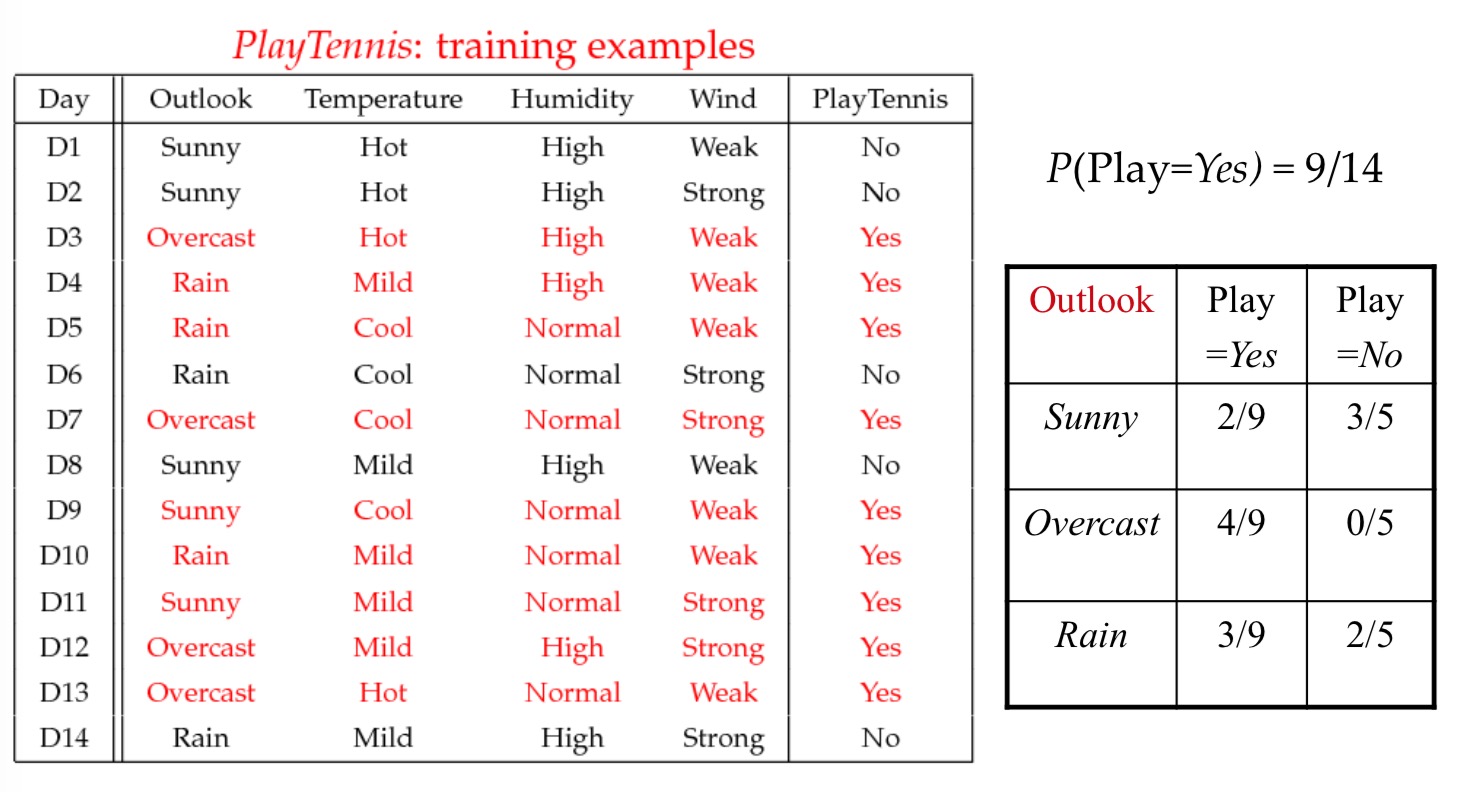 PlayTennis: training examples
Day Outlook Temperature Humidity Wind PlayTennis
D1 Sunny Hot High Weak No
D2 Sunny Hot High Strong No
D3 Overcast Hot High Weak Yes
D4 Rain Mild High Weak Yes
D5 Rain Cool Normal Weak Yes
D6 Rain Cool Normal Strong No
D7 Overcast Cool Normal Strong Yes
D8 Sunny Mild High Weak No
D9 Sunny Cool Normal Weak Yes
D10 Rain Mild Normal Weak Yes
D11 Sunny Mild Normal Strong Yes
D12 Overcast Mild High Strong Yes
D13 Overcast Hot Normal Weak Yes
D14 Rain Mild High Strong No
P(Play=Yes) = 9/14
Outlook Play Play
=Yes =No
Sunny 2/9 3/5
Overcast 4/9 0/5
Rain 3/9 2/5